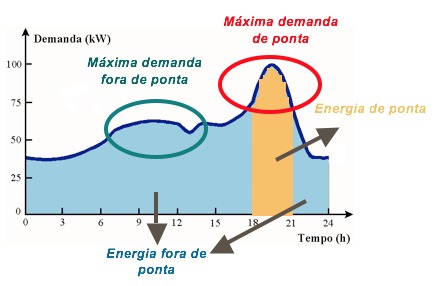 Máxima demanda
de ponta
Demanda (kW)
Máxima demanda
fora de ponta
100
75
50
25
0
Energia de ponta
0
3
6
9
12
15
18
19
21
24
Tempo (h)
Energia fora de
ponta